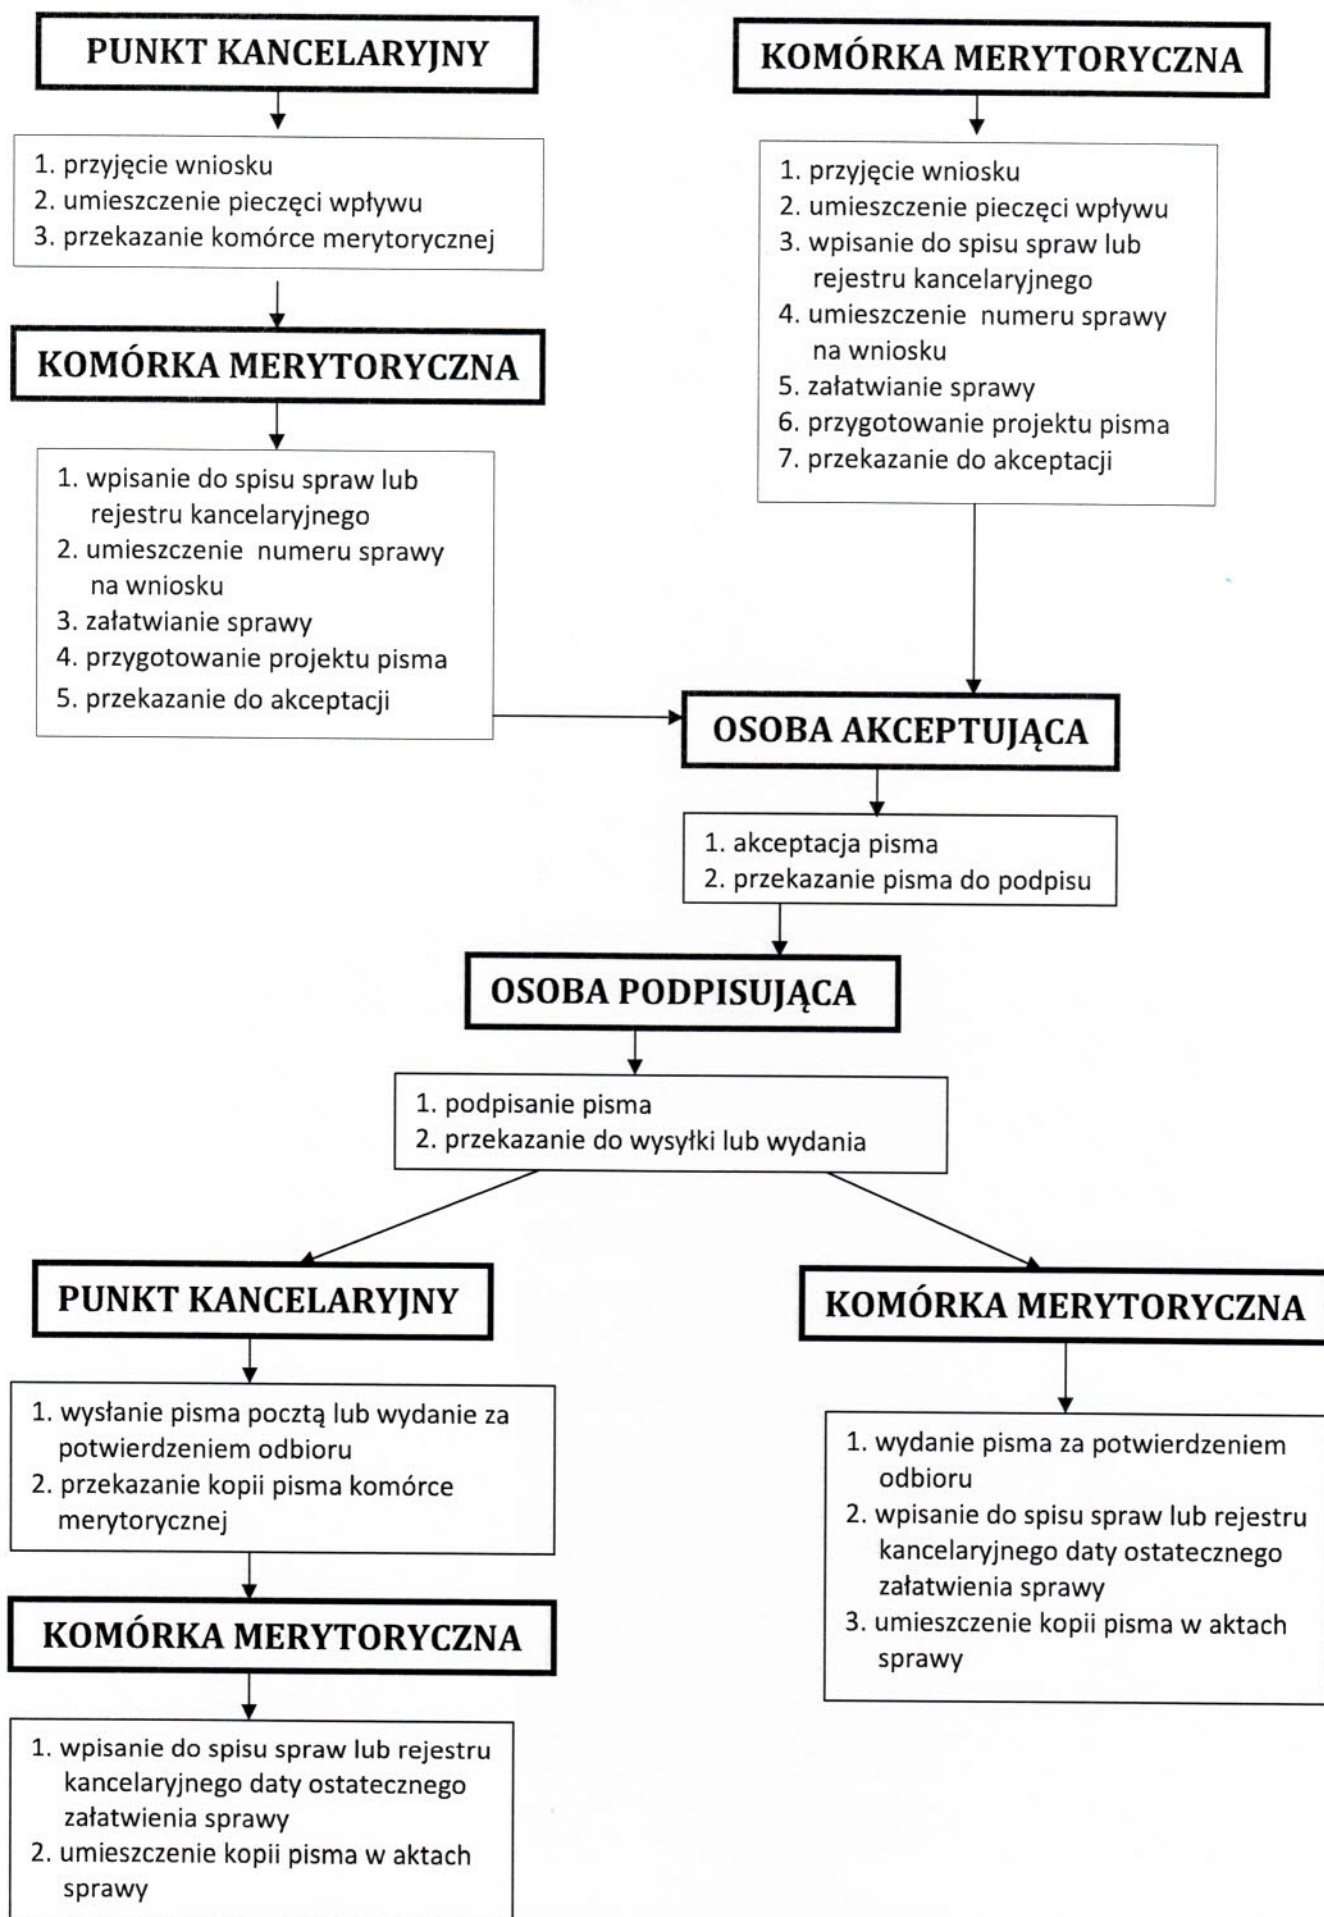 PUNKT KANCELARYJNY
1. przyjęcie wniosku
2. umieszczenie pieczęci wpływu
3. przekazanie komórce merytorycznej
KOMÓRKA MERYTORYCZNA
1. wpisanie do spisu spraw lub
rejestru kancelaryjnego
2. umieszczenie numeru sprawy
na wniosku
3. załatwianie sprawy
4. przygotowanie projektu pisma
5. przekazanie do akceptacji
KOMÓRKA MERYTORYCZNA
1. przyjęcie wniosku
2. umieszczenie pieczęci wpływu
3. wpisanie do spisu spraw lub
rejestru kancelaryjnego
4. umieszczenie numeru sprawy
na wniosku
5. załatwianie sprawy
6. przygotowanie projektu pisma
7. przekazanie do akceptacji
OSOBA AKCEPTUJĄCA
1. akceptacja pisma
2. przekazanie pisma do podpisu
OSOBA PODPISUJĄCA
1. podpisanie pisma
2. przekazanie do wysyłki lub wydania
PUNKT KANCELARYJNY
1. wysłanie pisma pocztą lub wydanie za
potwierdzeniem odbioru
2. przekazanie kopii pisma komórce
merytorycznej
KOMÓRKA MERYTORYCZNA
1. wpisanie do spisu spraw lub rejestru
kancelaryjnego daty ostatecznego
załatwienia sprawy
2. umieszczenie kopii pisma w aktach
sprawy
KOMÓRKA MERYTORYCZNA
1. wydanie pisma za potwierdzeniem
odbioru
2. wpisanie do spisu spraw lub rejestru
kancelaryjnego daty ostatecznego
załatwienia sprawy
3. umieszczenie kopii pisma w aktach
sprawy